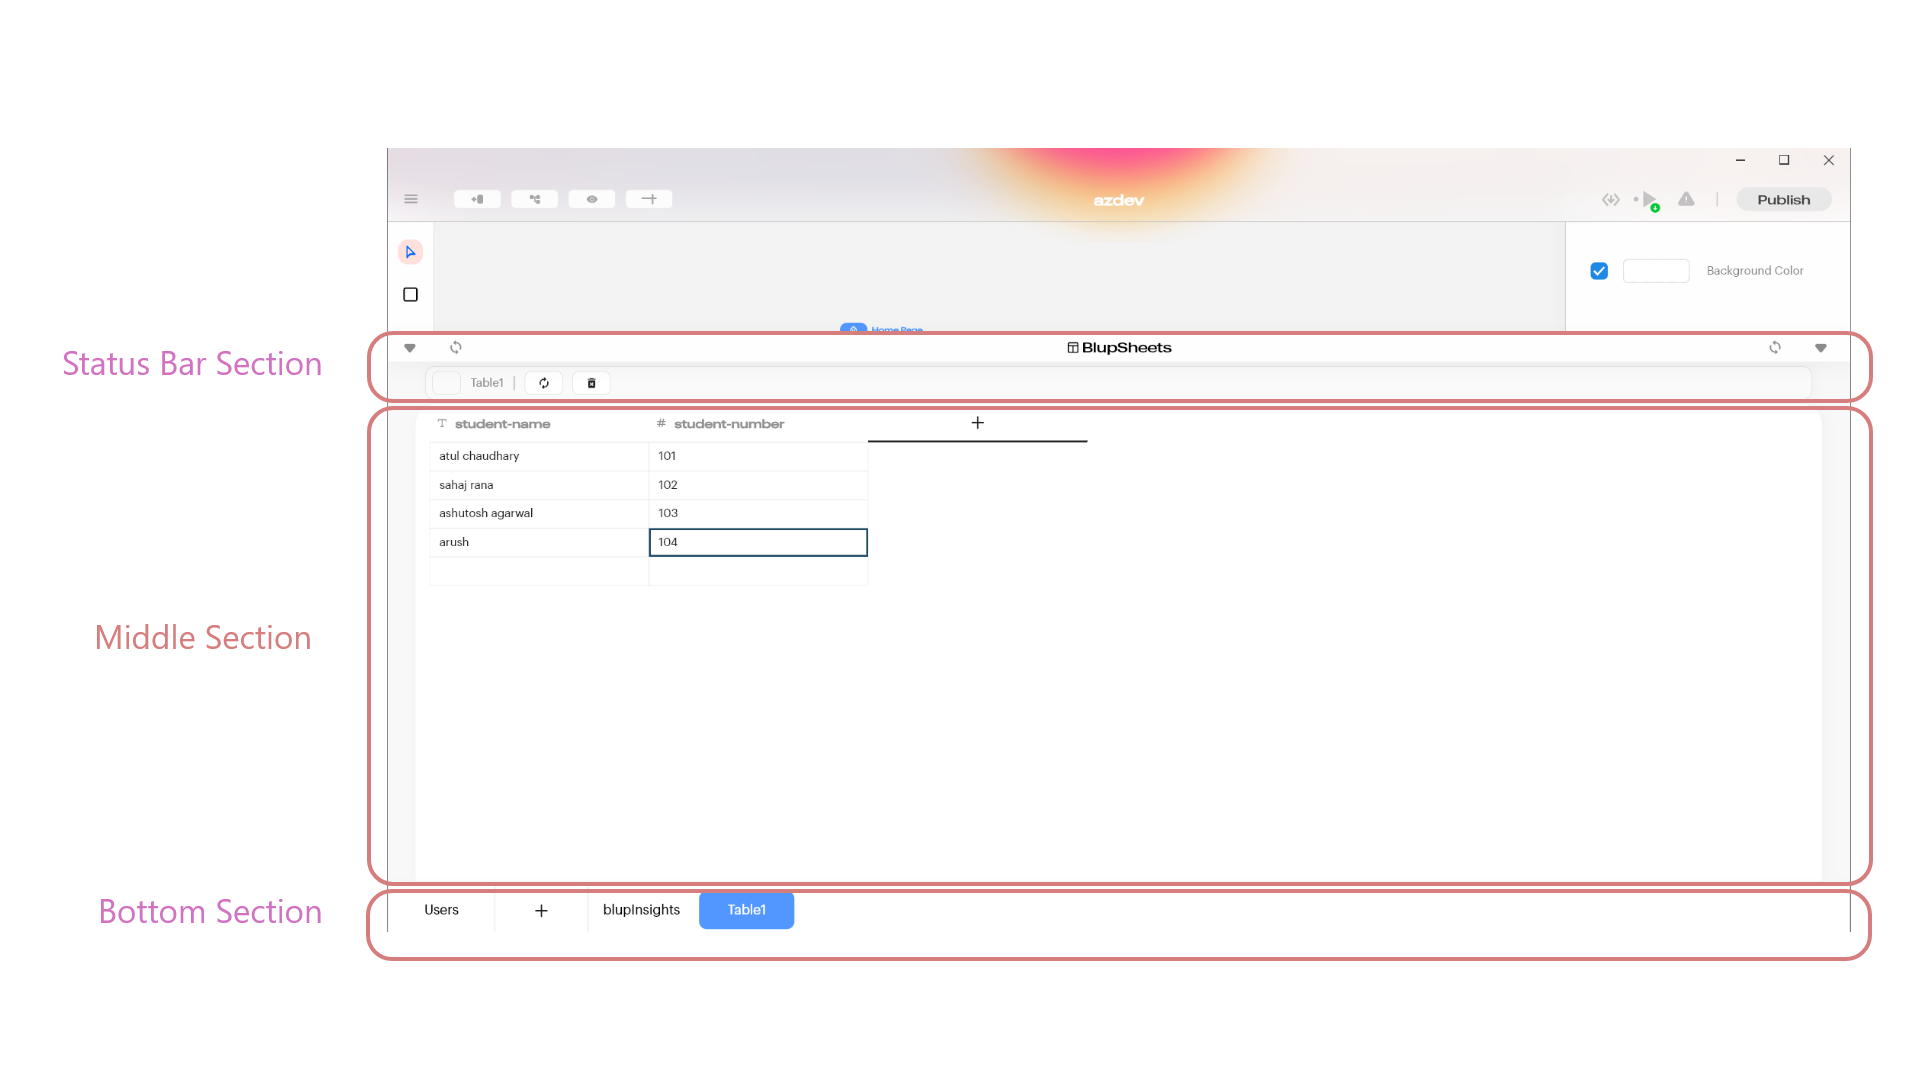 azdev
Publish
Background Color
Home Page
Status Bar Section
BlupSheets
Table1
student-name
# student-number
+
atul chaudhary 101
sahaj rana 102
ashutosh agarwal 103
arush 104
Middle Section
Bottom Section
Users + blupInsights Table1